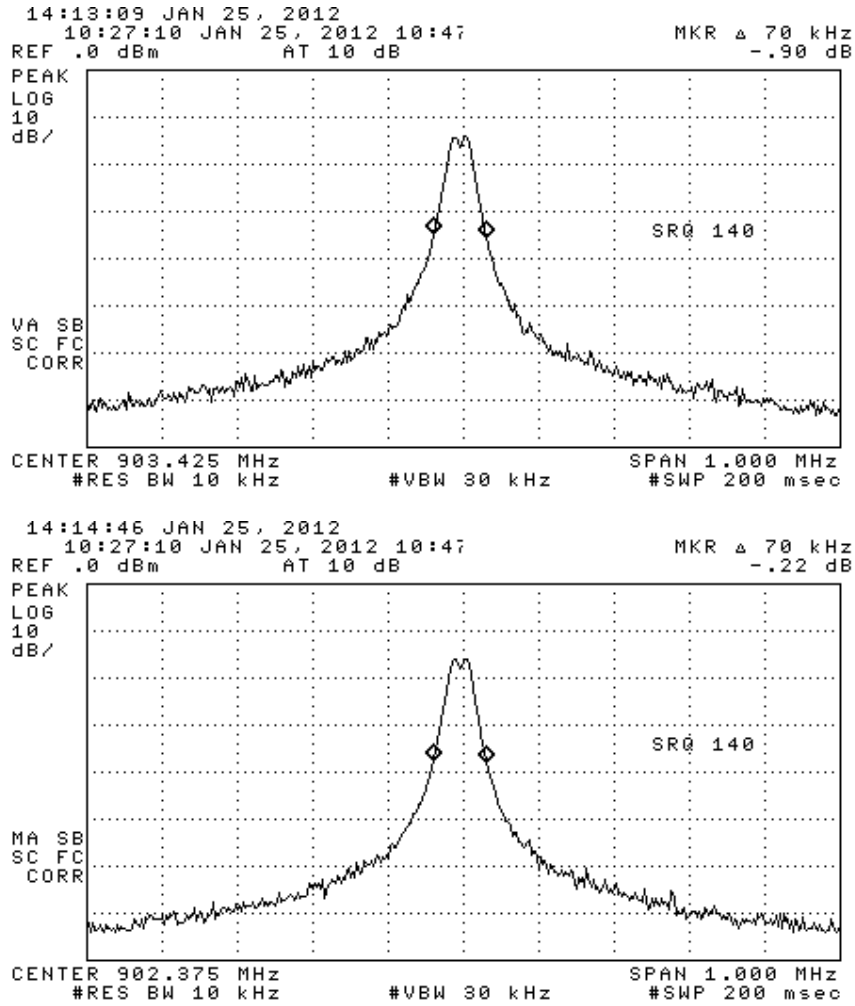 14:13:09 JAN 25, 2012
10:27:10 JAN 25, 2012 10:47
REF .0 dBm AT 10 dB
MKR Δ 70 kHz
-.90 dB
PEAK
LOG
10
dB/
SRQ 140
VA SB
SC FC
CORR
CENTER 903.425 MHz SPAN 1.000 MHz
#RES BW 10 kHz #VBW 30 kHz #SWP 200 msec
14:14:46 JAN 25, 2012
10:27:10 JAN 25, 2012 10:47
REF .0 dBm AT 10 dB
MKR Δ 70 kHz
-.22 dB
PEAK
LOG
10
dB/
SRQ 140
MA SB
SC FC
CORR
CENTER 902.375 MHz SPAN 1.000 MHz
#RES BW 10 kHz #VBW 30 kHz #SWP 200 msec